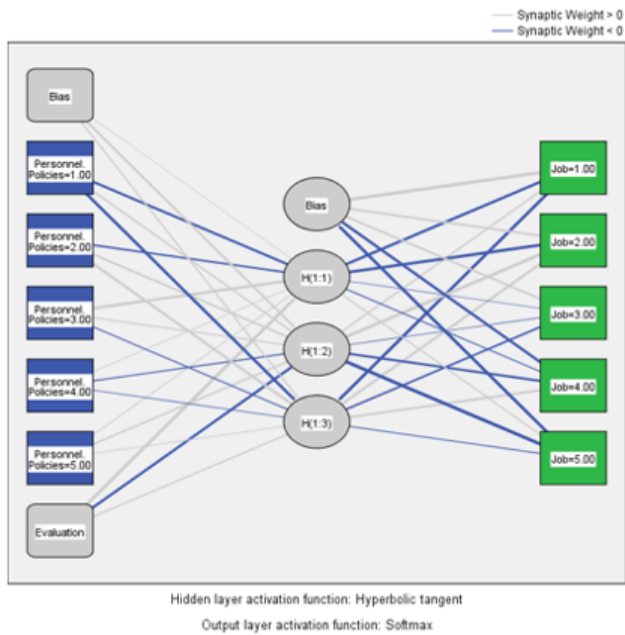 Synaptic Weight > 0
Synaptic Weight < 0
Bias
Personnel.
Policies=1.00
Personnel.
Policies=2.00
Personnel.
Policies=3.00
Personnel.
Policies=4.00
Personnel.
Policies=5.00
Evaluation
Bias
H(1:1)
H(1:2)
H(1:3)
Job=1.00
Job=2.00
Job=3.00
Job=4.00
Job=5.00
Hidden layer activation function: Hyperbolic tangent
Output layer activation function: Softmax